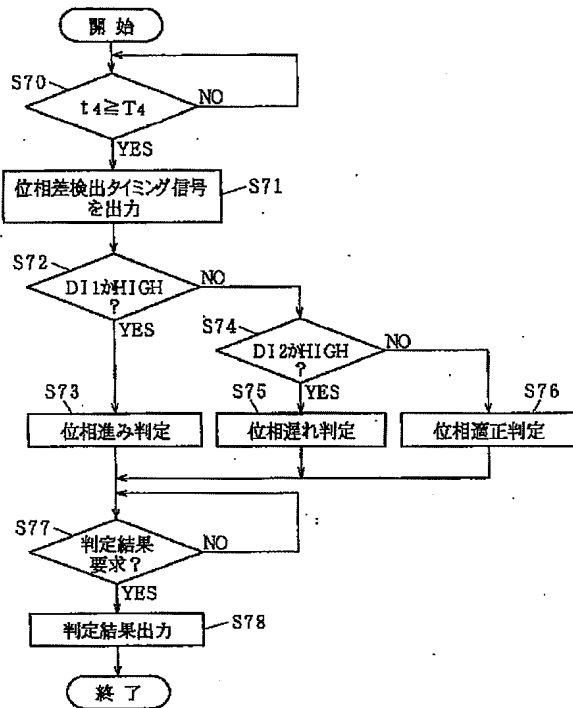 開始
S70
t4≧T4
NO
YES
位相差検出タイミング信号
を出力
S71
S72
DI1がHIGH
?
NO
YES
S74
DI2がHIGH
?
NO
YES
S73
位相進み判定
S75
位相遅れ判定
S76
位相適正判定
S77
判定結果
要求?
NO
YES
判定結果出力
S78
終了